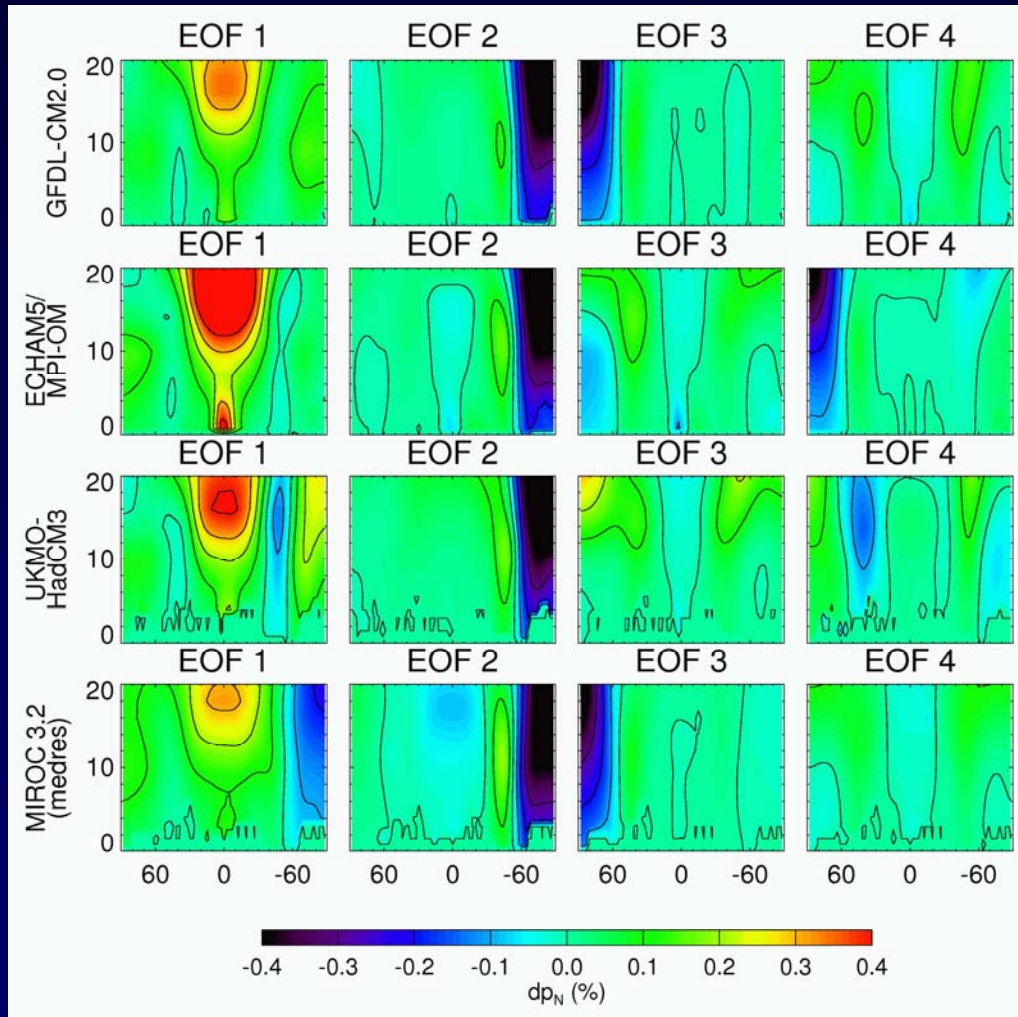 EOF 1 EOF 2 EOF 3 EOF 4
GFDL-CM2.0
20
10
0
EOF 1 EOF 2 EOF 3 EOF 4
ECHAM5/
MPI-OM
20
10
0
EOF 1 EOF 2 EOF 3 EOF 4
UKMO-
HadCM3
20
10
0
EOF 1 EOF 2 EOF 3 EOF 4
MIROC 3.2
(medres)
20
10
0
60 0 -60 60 0 -60 60 0 -60 60 0 -60
-0.4 -0.3 -0.2 -0.1 0.0 0.1 0.2 0.3 0.4
dpN (%)